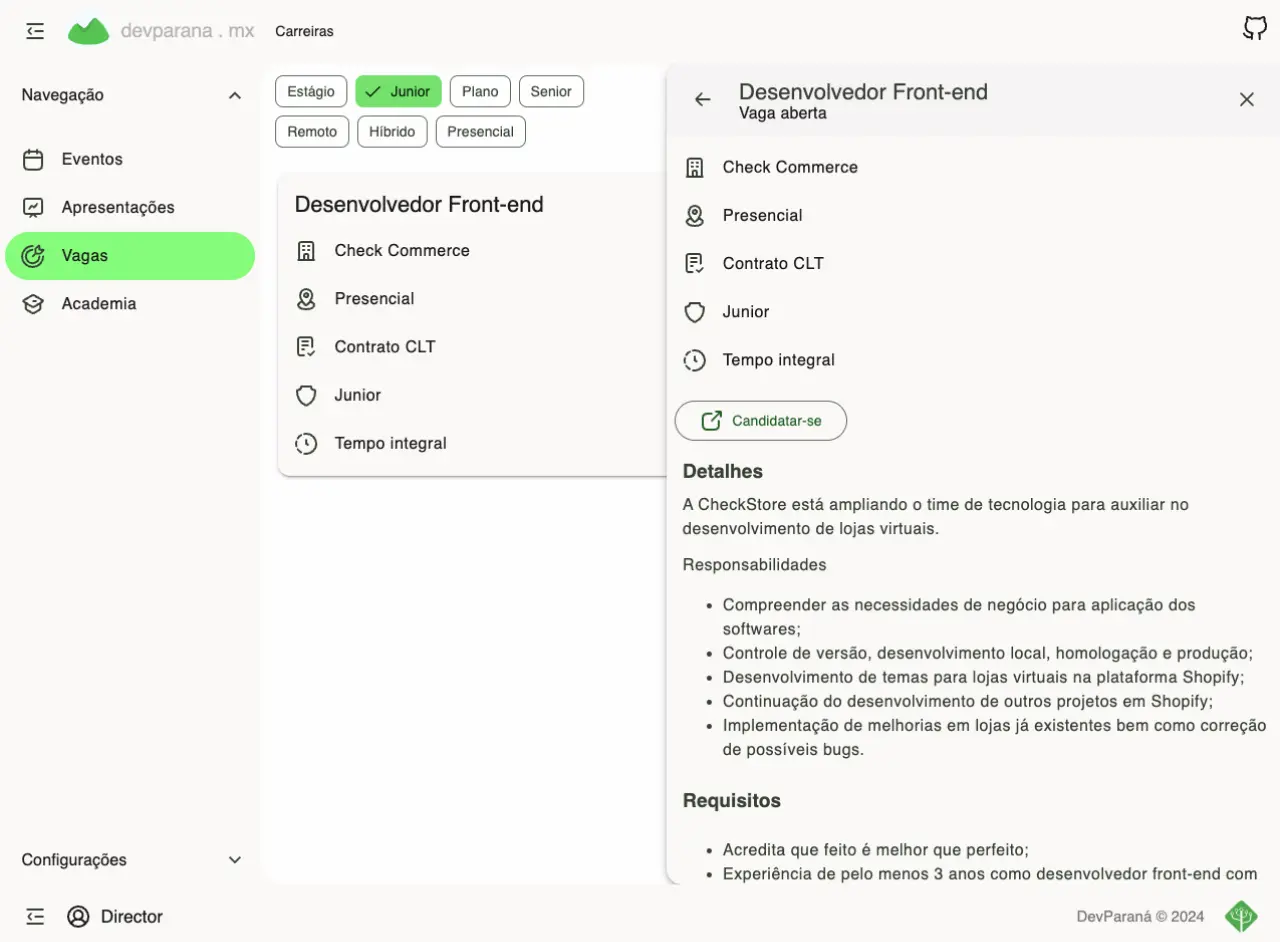 devparana . mx
Carreiras
Navegação
Eventos
Apresentações
Vagas
Academia
Configurações
Director
Estágio
Junior
Plano
Senior
Remoto
Híbrido
Presencial
Desenvolvedor Front-end
Check Commerce
Presencial
Contrato CLT
Junior
Tempo integral
Desenvolvedor Front-end
Vaga aberta
Check Commerce
Presencial
Contrato CLT
Junior
Tempo integral
Candidatar-se
Detalhes
A CheckStore está ampliando o time de tecnologia para auxiliar no
desenvolvimento de lojas virtuais.
Responsabilidades
Compreender as necessidades de negócio para aplicação dos
softwares;
Controle de versão, desenvolvimento local, homologação e produção;
Desenvolvimento de temas para lojas virtuais na plataforma Shopify;
Continuação do desenvolvimento de outros projetos em Shopify;
Implementação de melhorias em lojas já existentes bem como correção
de possíveis bugs.
Requisitos
Acredita que feito é melhor que perfeito;
Experiência de pelo menos 3 anos como desenvolvedor front-end com
DevParaná © 2024